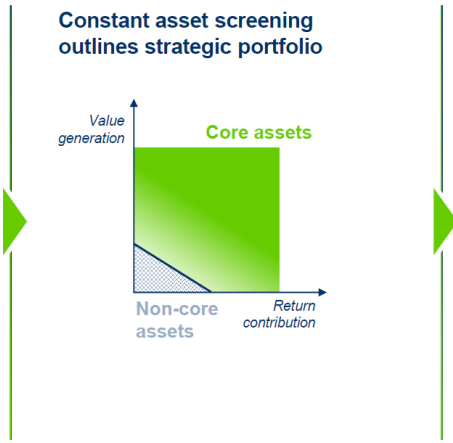 Constant asset screening
outlines strategic portfolio
Value
generation
Core assets
Non-core
assets
Return
contribution